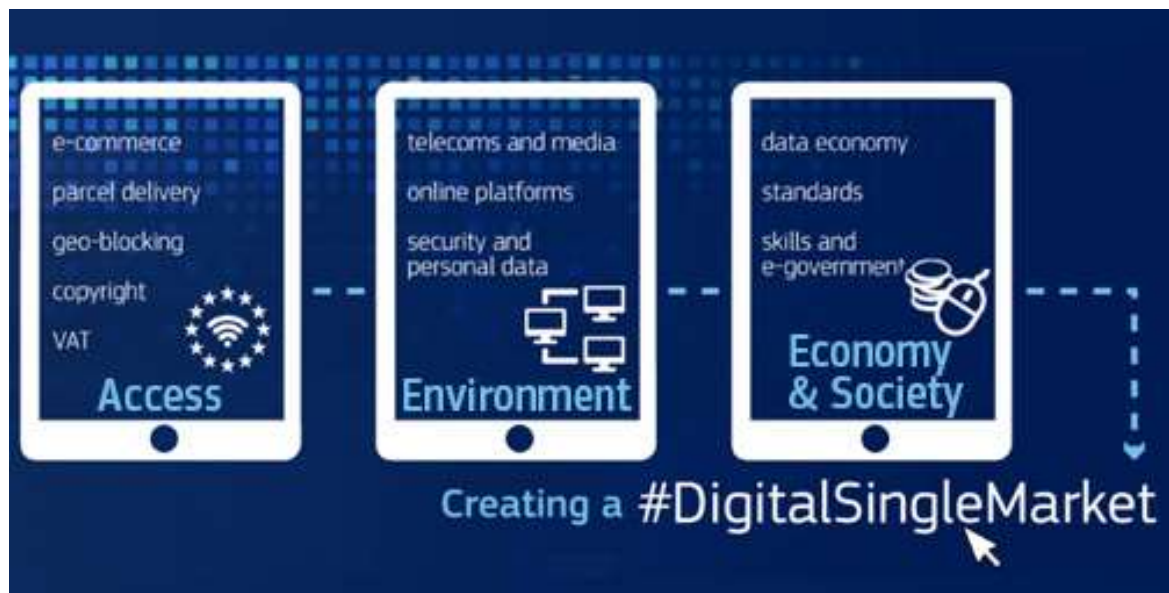 e-commerce
parcel delivery
geo-blocking
copyright
VAT
Access
telecoms and media
online platforms
security and
personal data
Environment
data economy
standards
skills and
e-government
Economy
& Society
Creating a #DigitalSingleMarket